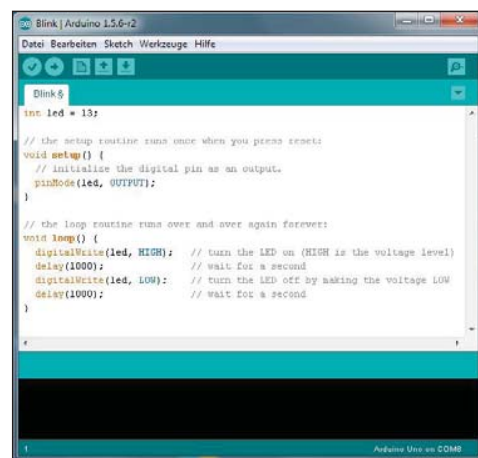 Blink | Arduino 1.5.6-r2
Datei Bearbeiten Sketch Werkzeuge Hilfe
Blink §
int led = 13;
// the setup routine runs once when you press reset:
void setup() {
// initialize the digital pin as an output.
pinMode(led, OUTPUT);
}
// the loop routine runs over and over again forever:
void loop() {
digitalWrite(led, HIGH); // turn the LED on (HIGH is the voltage level)
delay(1000); // wait for a second
digitalWrite(led, LOW); // turn the LED off by making the voltage LOW
delay(1000); // wait for a second
}
1 Arduino Uno on COM8